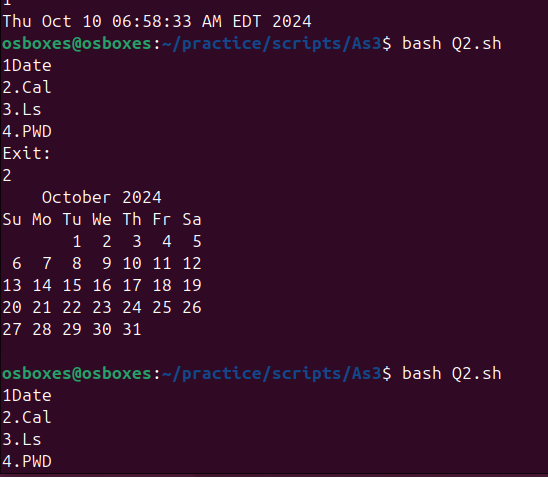 1
Thu Oct 10 06:58:33 AM EDT 2024
osboxes@osboxes:~/practice/scripts/As3$ bash Q2.sh
1Date
2.Cal
3.Ls
4.PWD
Exit:
2
    October 2024
Su Mo Tu We Th Fr Sa
       1  2  3  4  5
 6  7  8  9 10 11 12
13 14 15 16 17 18 19
20 21 22 23 24 25 26
27 28 29 30 31
osboxes@osboxes:~/practice/scripts/As3$ bash Q2.sh
1Date
2.Cal
3.Ls
4.PWD